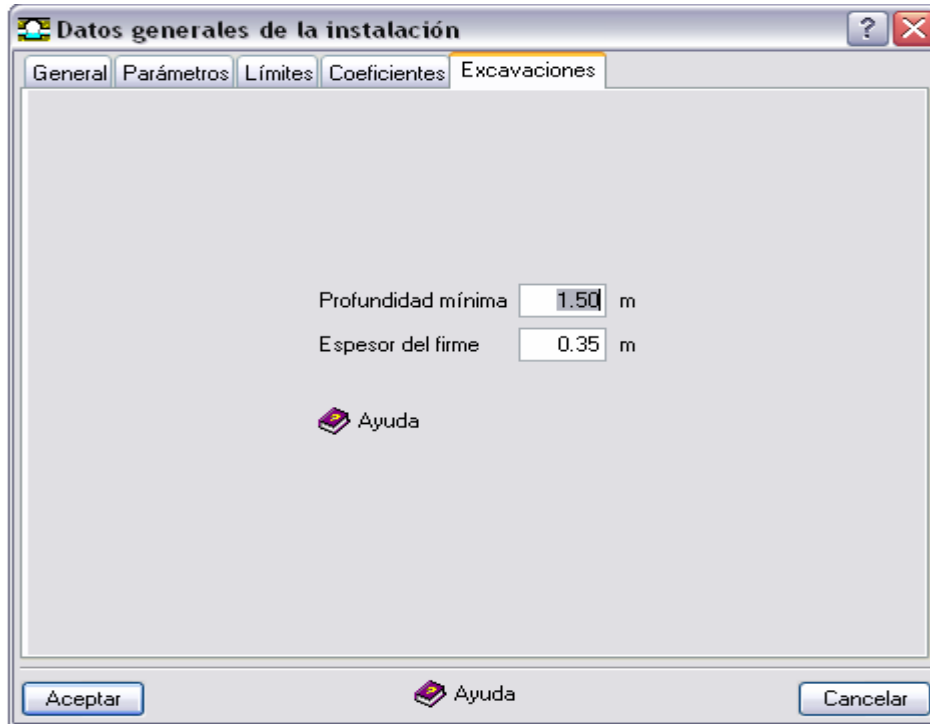 Datos generales de la instalación
General Parámetros Límites Coeficientes Excavaciones
Profundidad mínima 1.50 m
Espesor del firme 0.35 m
Ayuda
Aceptar Ayuda Cancelar